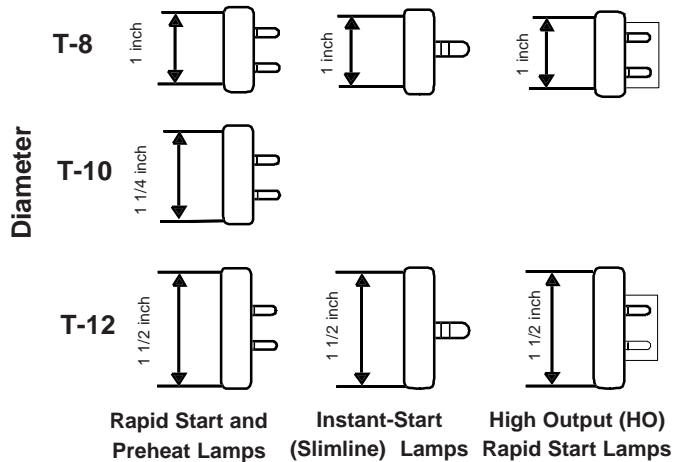 T-8
1 inch
1 inch
1 inch
Diameter
T-10
1 1/4 inch
T-12
1 1/2 inch
1 1/2 inch
1 1/2 inch
Rapid Start and
Preheat Lamps
Instant-Start
(Slimline) Lamps
High Output (HO)
Rapid Start Lamps